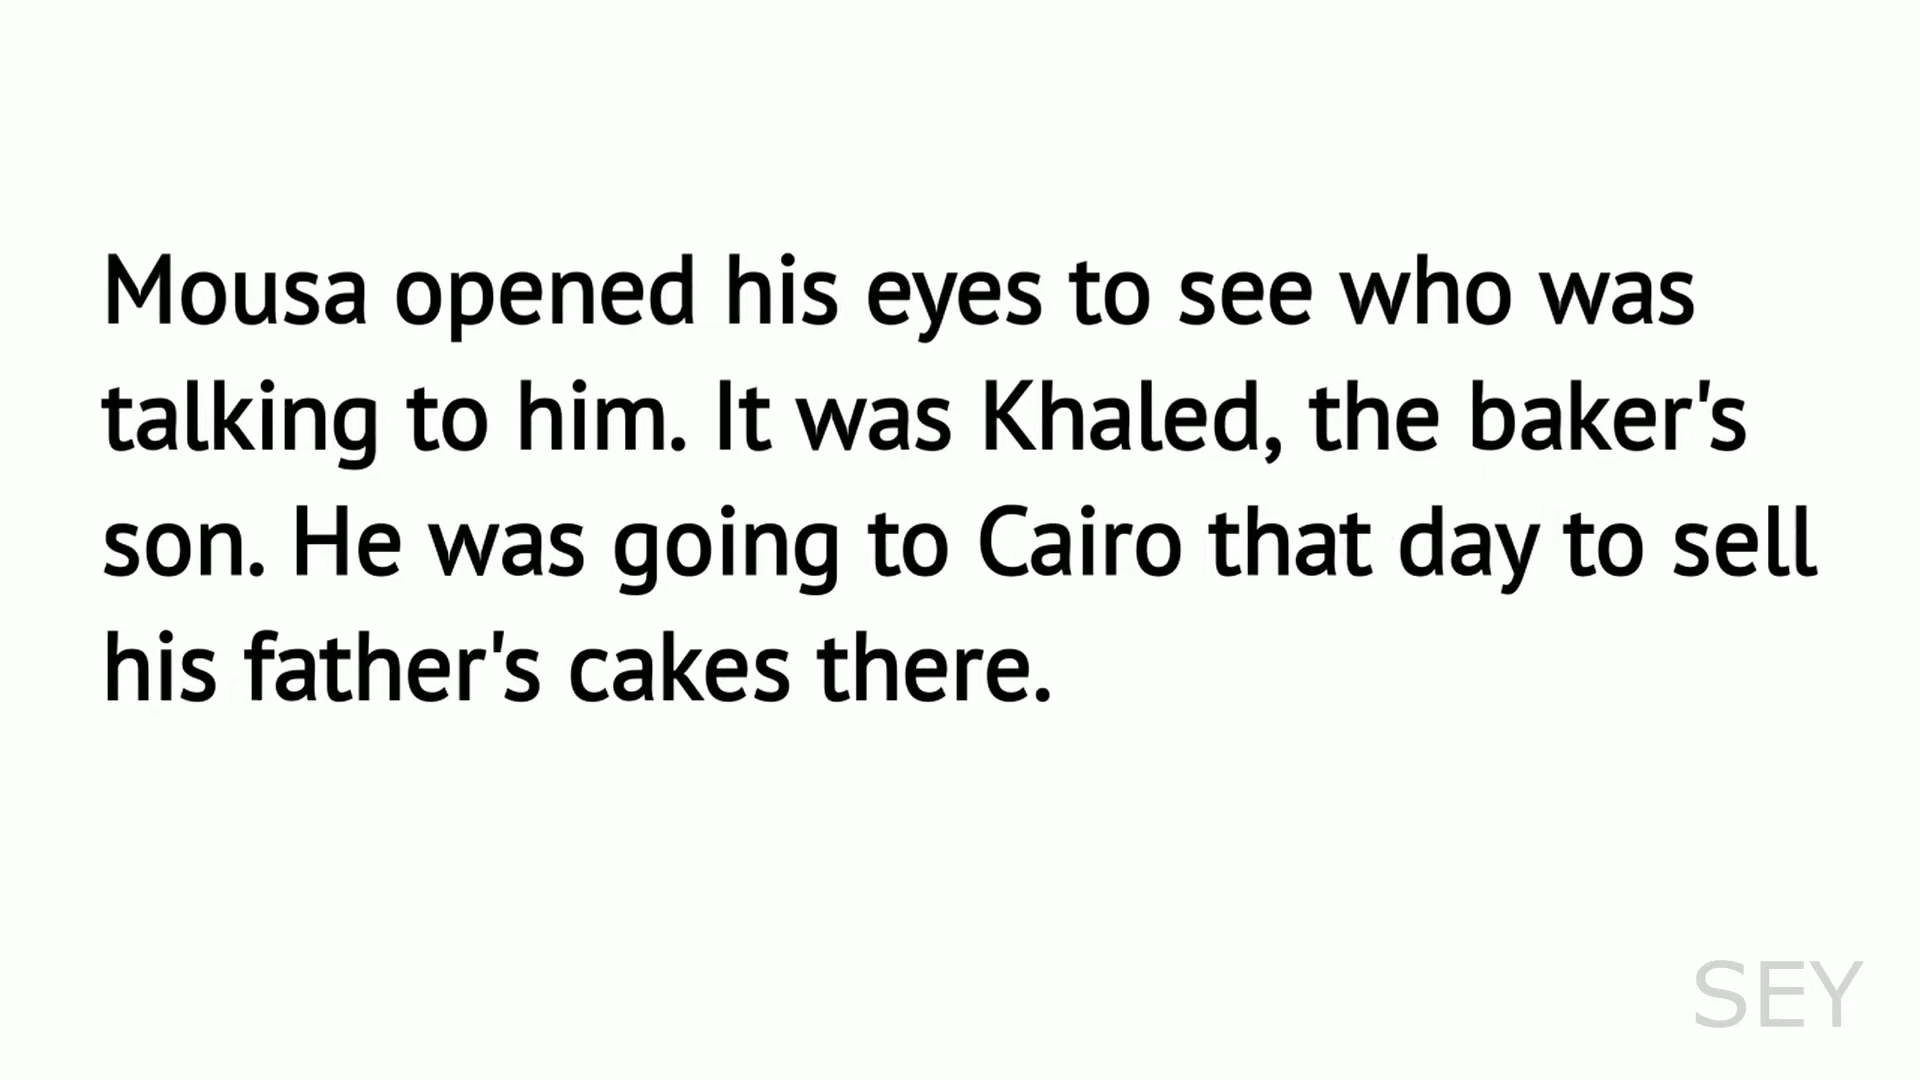 Mousa opened his eyes to see who was
talking to him. It was Khaled, the baker's
son. He was going to Cairo that day to sell
his father's cakes there.
SEY